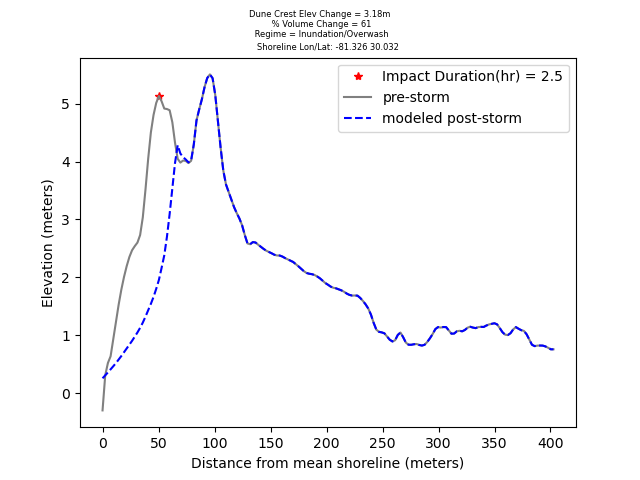 Dune Crest Elev Change = 3.18m
% Volume Change = 61
Regime = Inundation/Overwash
Shoreline Lon/Lat: -81.326 30.032
Impact Duration(hr) = 2.5
pre-storm
modeled post-storm
Elevation (meters)
5
4
3
2
1
0
0 50 100 150 200 250 300 350 400
Distance from mean shoreline (meters)